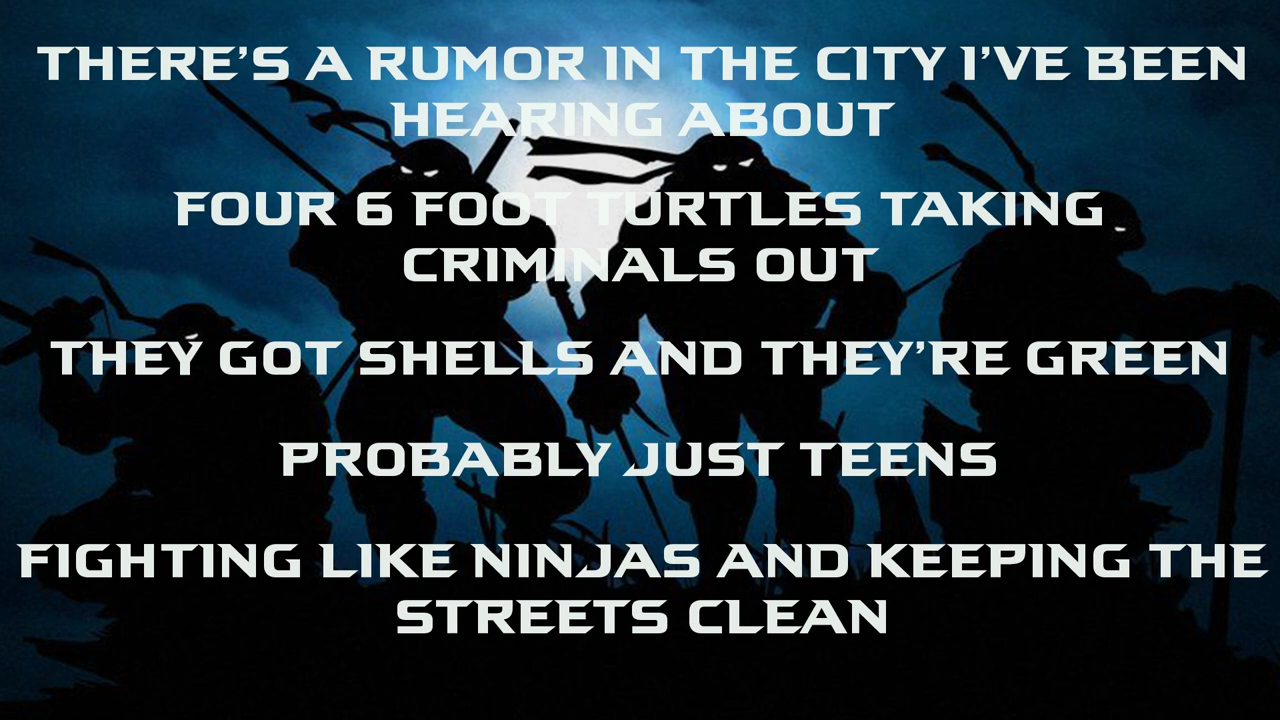 THERE'S A RUMOR IN THE CITY I'VE BEEN
HEARING ABOUT
FOUR 6 FOOT TURTLES TAKING
CRIMINALS OUT
THEY GOT SHELLS AND THEY'RE GREEN
PROBABLY JUST TEENS
FIGHTING LIKE NINJAS AND KEEPING THE
STREETS CLEAN